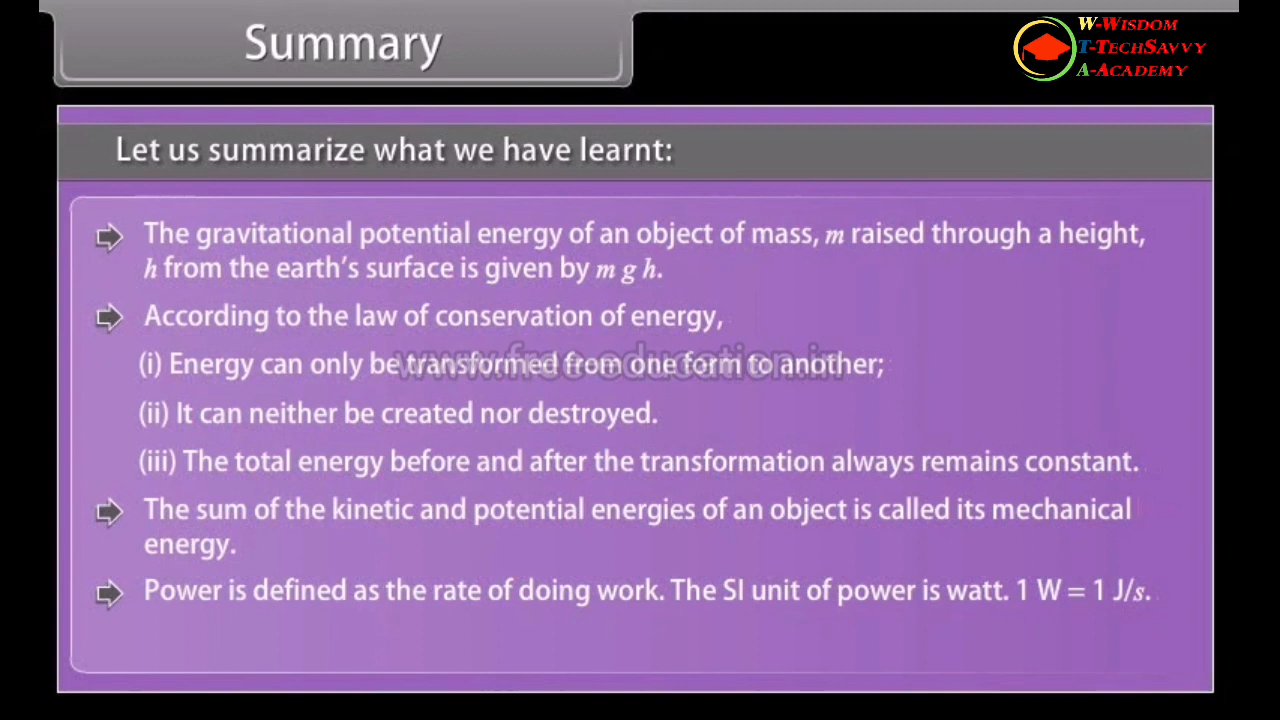 Summary
W-Wisdom
T-TechSavvy
A-Academy
Let us summarize what we have learnt:
The gravitational potential energy of an object of mass, m raised through a height,
h from the earth's surface is given by m g h.
According to the law of conservation of energy,
(i) Energy can only be transformed from one form to another;
www.free-education.in
(ii) It can neither be created nor destroyed.
(iii) The total energy before and after the transformation always remains constant.
The sum of the kinetic and potential energies of an object is called its mechanical
energy.
Power is defined as the rate of doing work. The SI unit of power is watt. 1 W = 1 J/s.